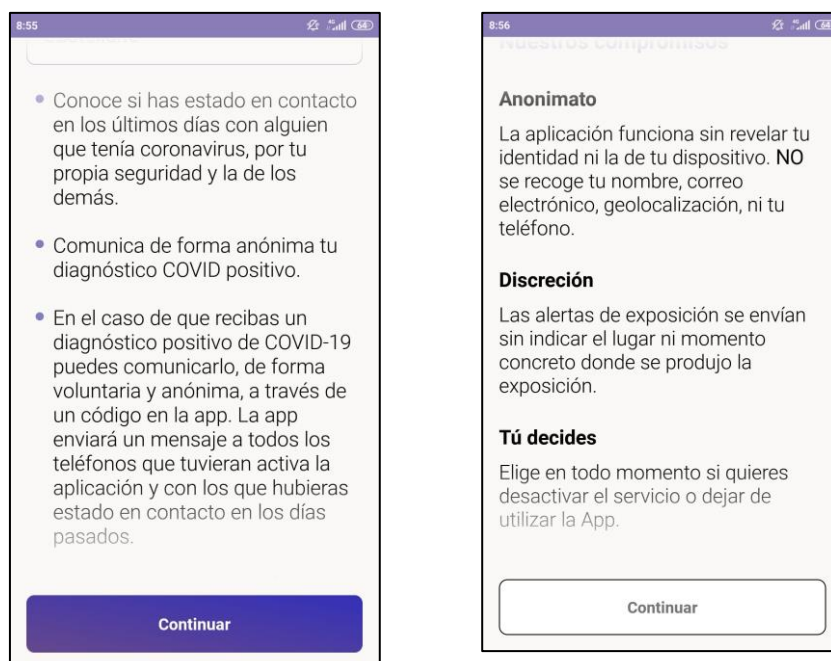 8:55
Conoce si has estado en contacto
en los últimos días con alguien
que tenía coronavirus, por tu
propia seguridad y la de los
demás.
Comunica de forma anónima tu
diagnóstico COVID positivo.
En el caso de que recibas un
diagnóstico positivo de COVID-19
puedes comunicarlo, de forma
voluntaria y anónima, a través de
un código en la app. La app
enviará un mensaje a todos los
teléfonos que tuvieran activa la
aplicación y con los que hubieras
estado en contacto en los días
pasados.
Continuar
8:56
Nuestros compromisos
Anonimato
La aplicación funciona sin revelar tu
identidad ni la de tu dispositivo. NO
se recoge tu nombre, correo
electrónico, geolocalización, ni tu
teléfono.
Discreción
Las alertas de exposición se envían
sin indicar el lugar ni momento
concreto donde se produjo la
exposición.
Tú decides
Elige en todo momento si quieres
desactivar el servicio o dejar de
utilizar la App.
Continuar